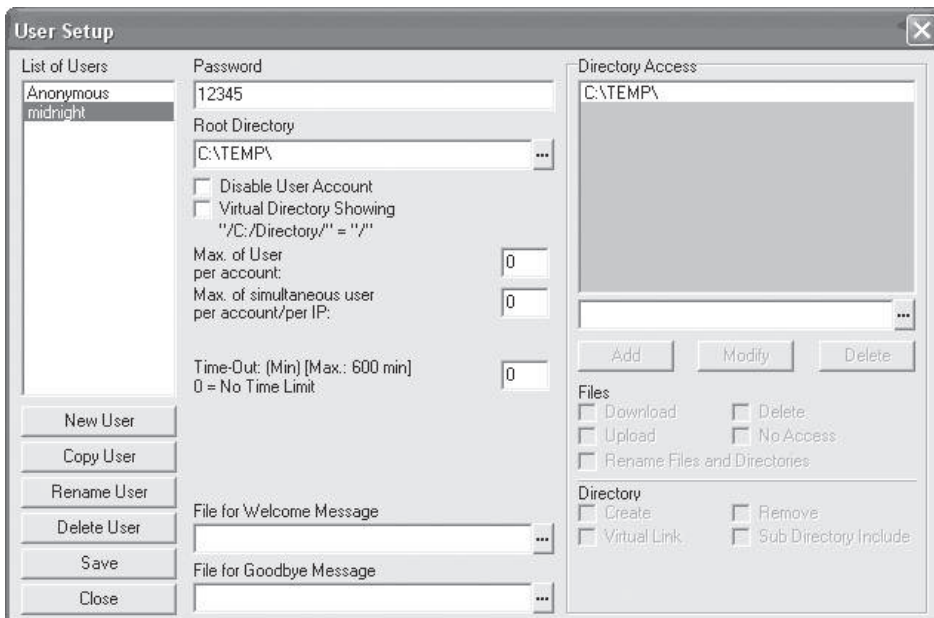 User Setup
List of Users
Anonymous
midnight
New User
Copy User
Rename User
Delete User
Save
Close
Password
12345
Root Directory
C:\TEMP\
...
Disable User Account
Virtual Directory Showing
"/C:/Directory/" = "/"
Max. of User
per account:
0
Max. of simultaneous user
per account/per IP:
0
Time-Out: (Min) [Max.: 600 min]
0 = No Time Limit
0
File for Welcome Message
...
File for Goodbye Message
...
Directory Access
C:\TEMP\
...
Add Modify Delete
Files
Download Delete
Upload No Access
Rename Files and Directories
Directory
Create Remove
Virtual Link Sub Directory Include